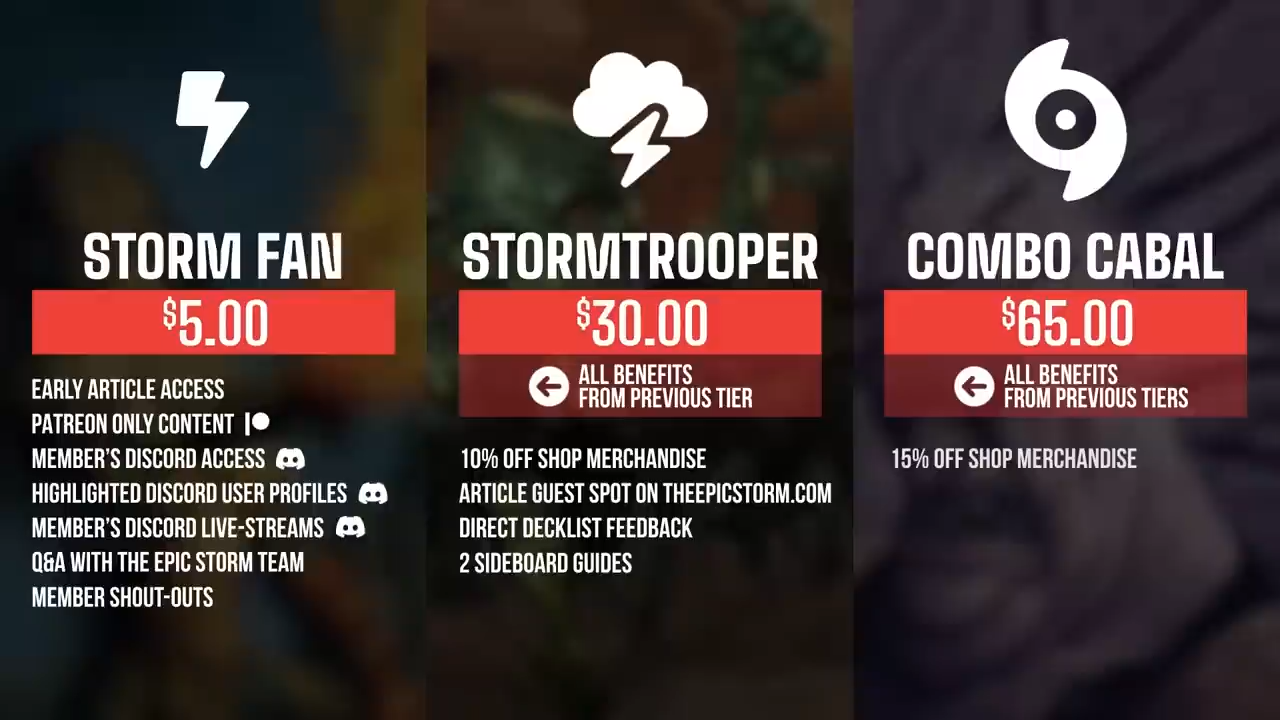 STORM FAN
$5.00
EARLY ARTICLE ACCESS
PATREON ONLY CONTENT
MEMBER'S DISCORD ACCESS
HIGHLIGHTED DISCORD USER PROFILES
MEMBER'S DISCORD LIVE-STREAMS
Q&A WITH THE EPIC STORM TEAM
MEMBER SHOUT-OUTS
STORMTROOPER
$30.00
ALL BENEFITS
FROM PREVIOUS TIER
10% OFF SHOP MERCHANDISE
ARTICLE GUEST SPOT ON THEEPICSTORM.COM
DIRECT DECKLIST FEEDBACK
2 SIDEBOARD GUIDES
COMBO CABAL
$65.00
ALL BENEFITS
FROM PREVIOUS TIERS
15% OFF SHOP MERCHANDISE